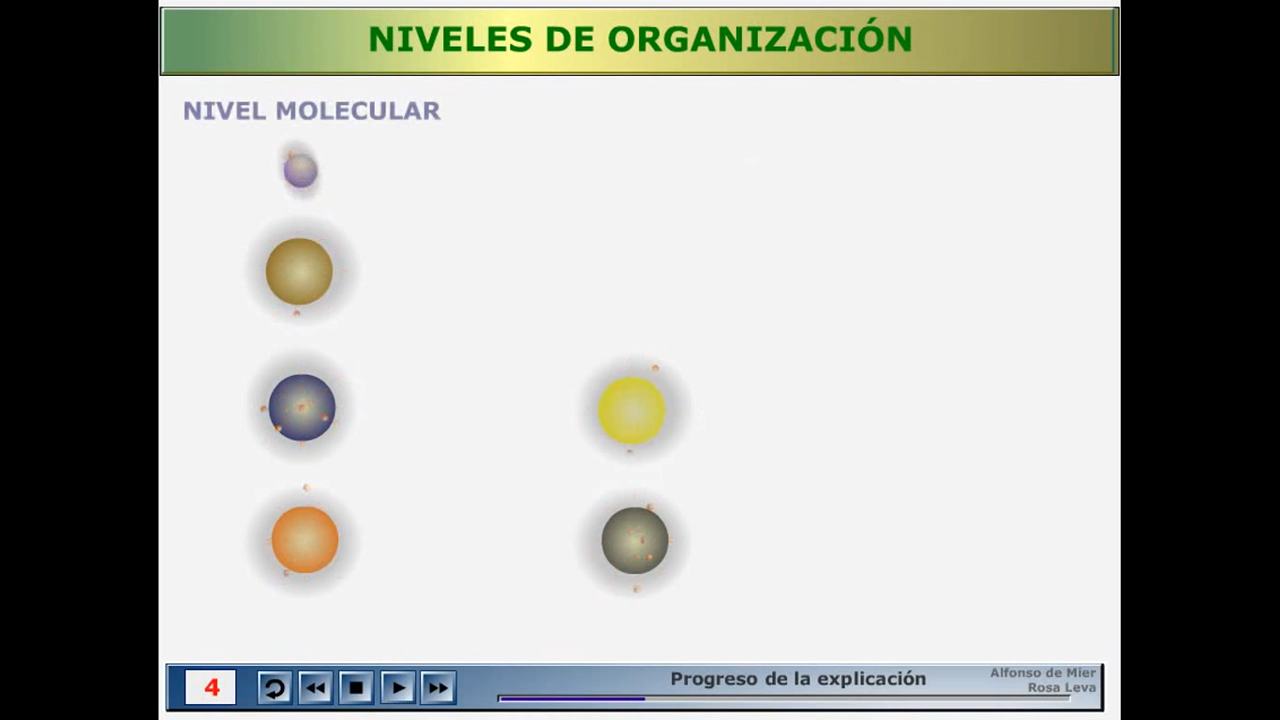 NIVELES DE ORGANIZACIÓN
NIVEL MOLECULAR
4
Progreso de la explicación
Alfonso de Mier
Rosa Leva